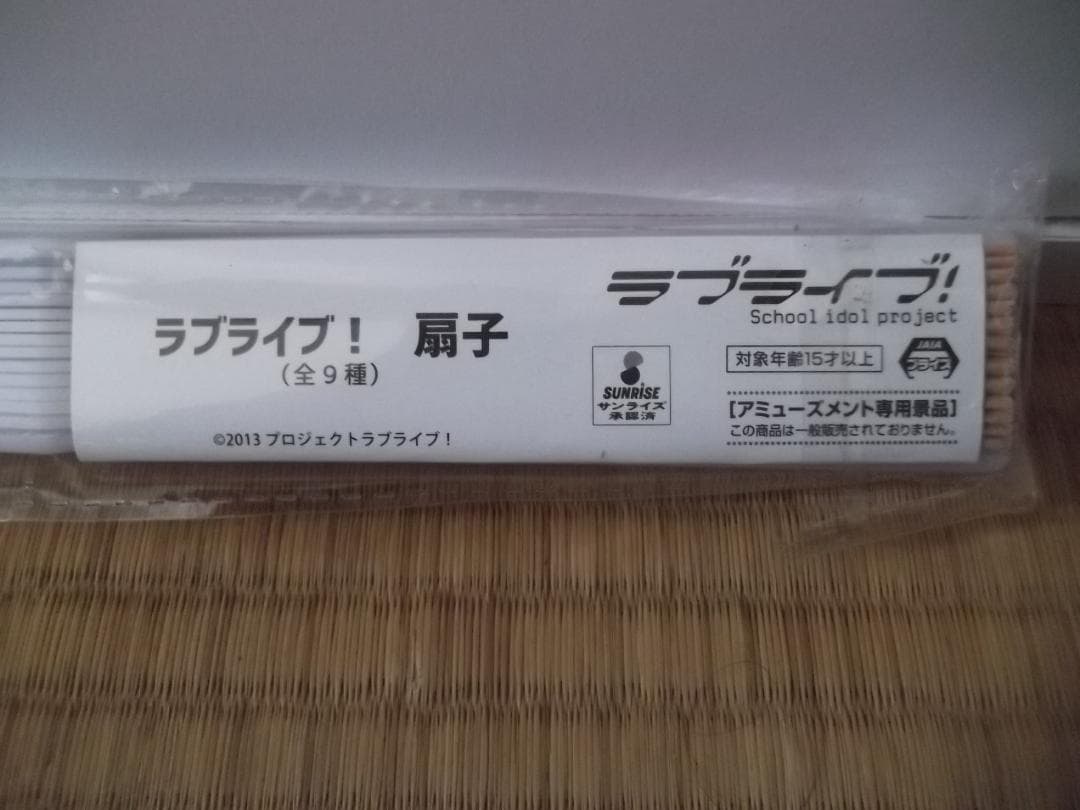 ラブライブ! 扇子
(全9種)
©2013 プロジェクトラブライブ!
SUNRISE
サンライズ
承認済
ラブライブ!
School idol project
対象年齢15才以上
JAIA
プライズ
[アミューズメント専用景品]
この商品は一般販売されておりません。